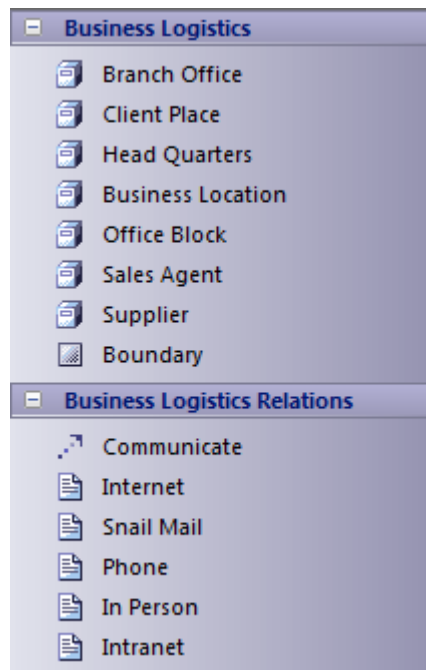 Business Logistics
Branch Office
Client Place
Head Quarters
Business Location
Office Block
Sales Agent
Supplier
Boundary
Business Logistics Relations
Communicate
Internet
Snail Mail
Phone
In Person
Intranet